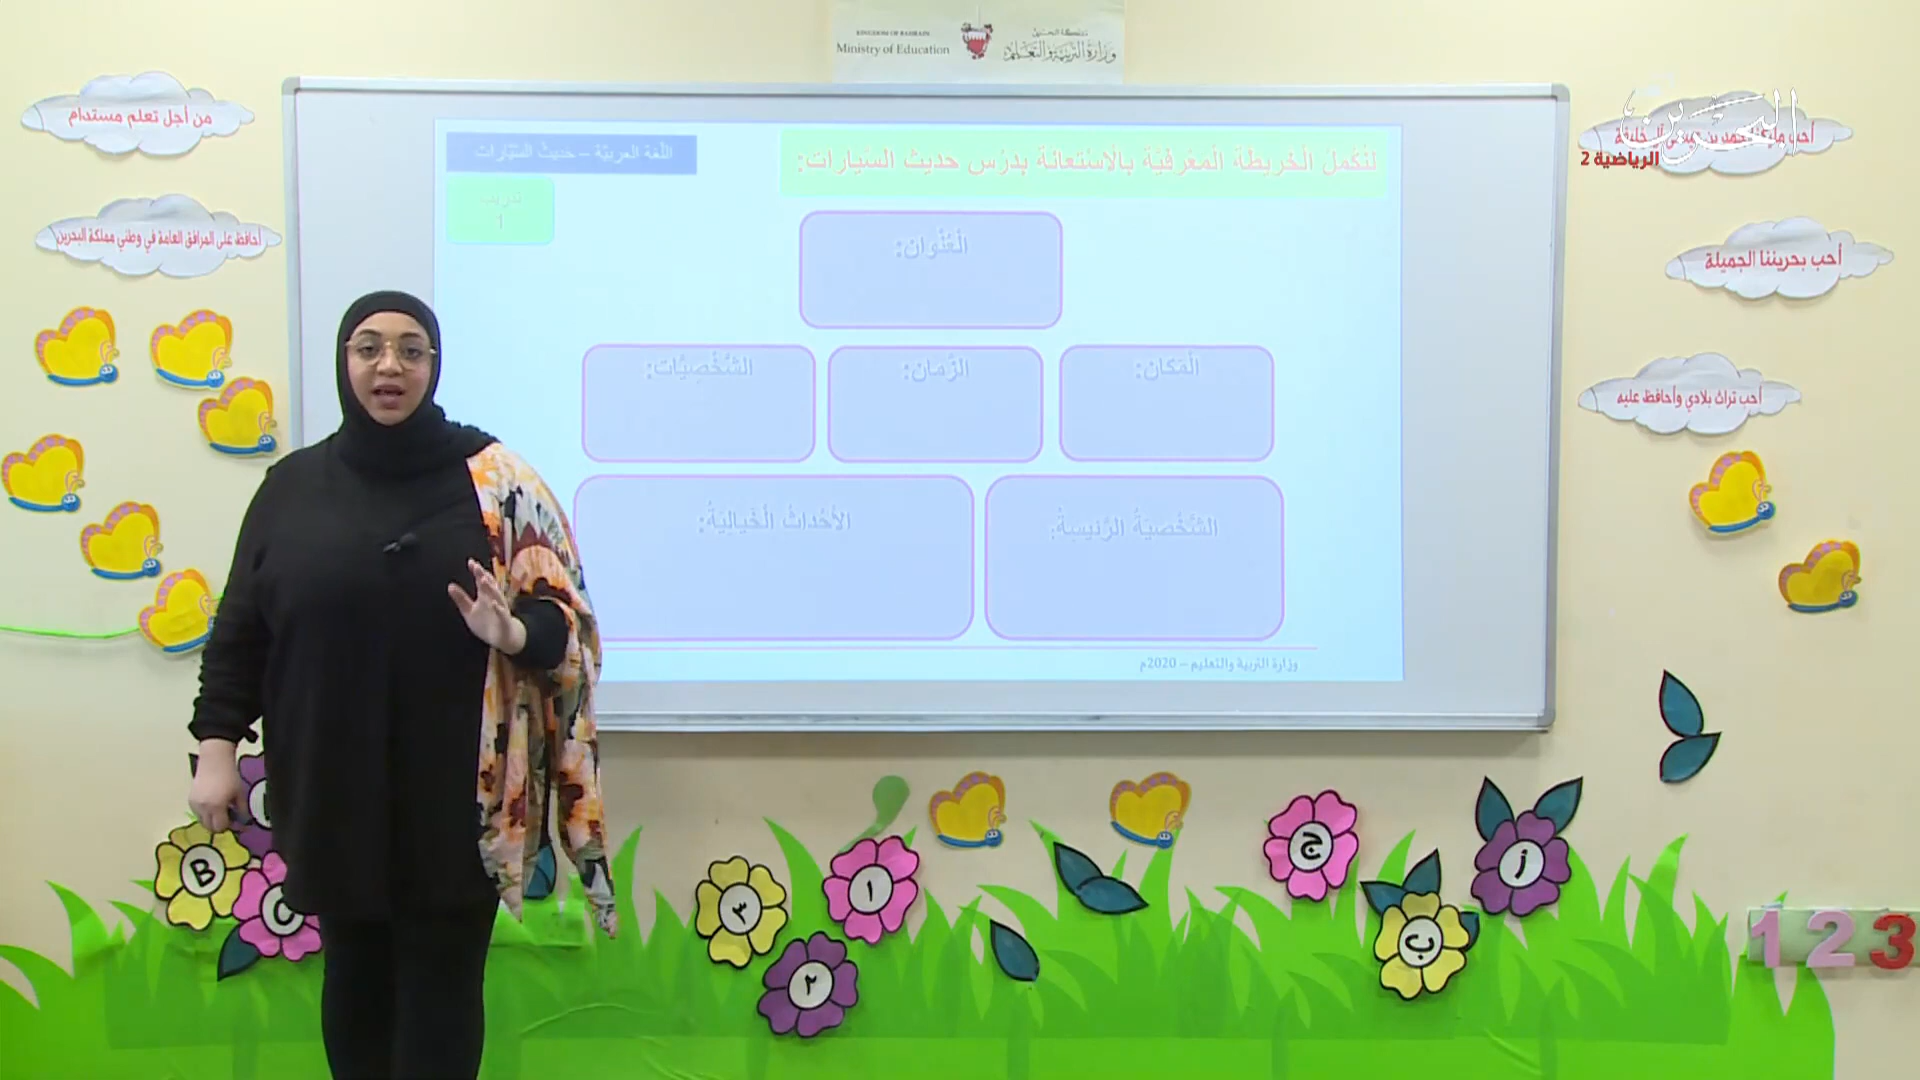 KINGDOM OF BAHRAIN
Ministry of Education
مملكة البحرين
وزارة التربية والتعليم
من أجل تعلم مستدام
أحافظ على المرافق العامة في وطني مملكة البحرين
البحرين
الرياضية 2
أحب بحريننا الجميلة
أحب تراث بلادي وأحافظ عليه
اللغة العربية – حديث السيارات
تدريب
1
لنكمل الخريطة المعرفية بالاستعانة بدرس حديث السيارات:
العنوان:
المكان:
الزمان:
الشخصيات:
الشخصية الرئيسة:
الأحداث الخيالية:
وزارة التربية والتعليم – 2020م
B
C
٣
١
٢
ج
ب
ز
1 2 3